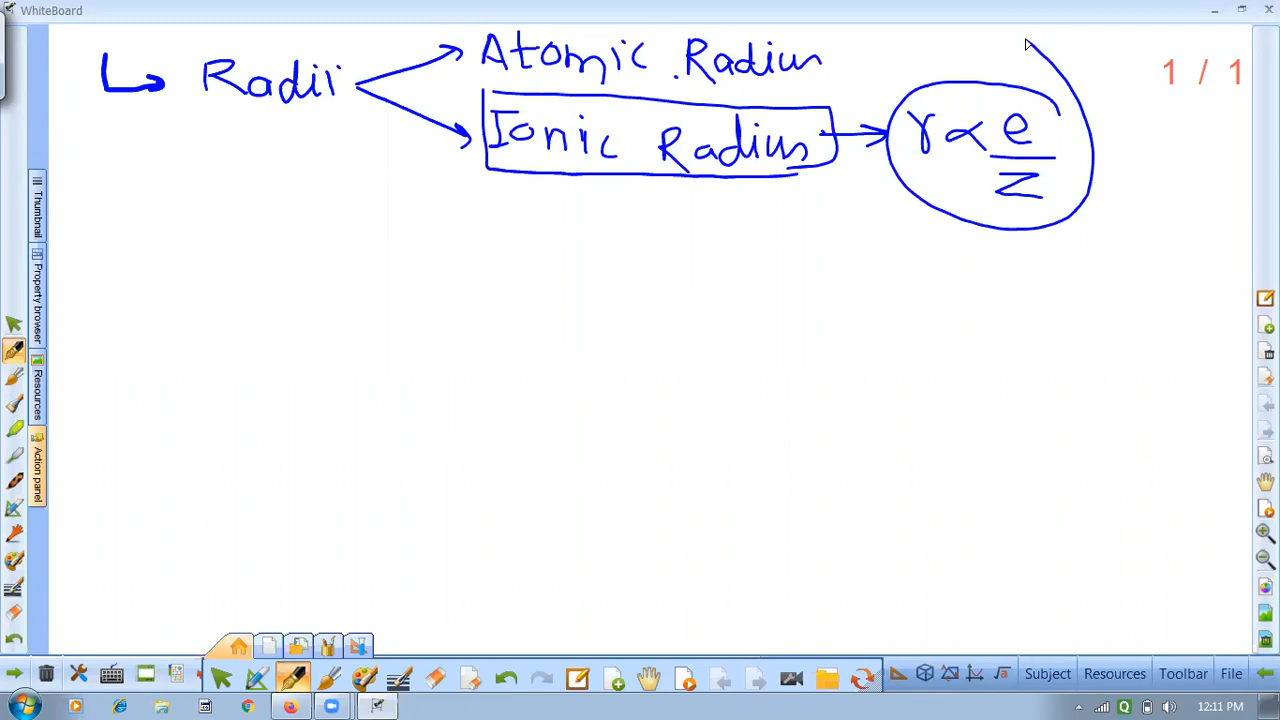 WhiteBoard
1 / 1
Radii
Atomic Radius
Ionic Radius
r ∝ e/z
Thumbnail
Property browser
Resources
Action panel
Subject
Resources
Toolbar
File
12:11 PM